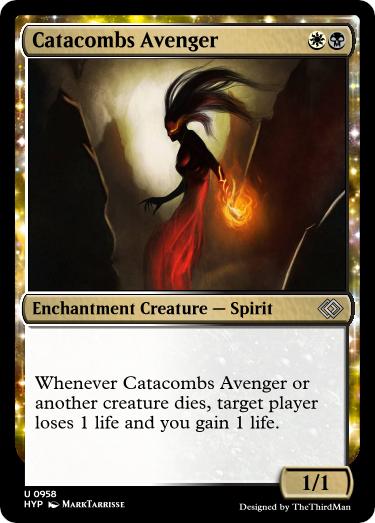 Catacombs Avenger
Enchantment Creature — Spirit
Whenever Catacombs Avenger or
another creature dies, target player
loses 1 life and you gain 1 life.
1/1
U 0958
HYP MarkTarrisse
Designed by TheThirdMan